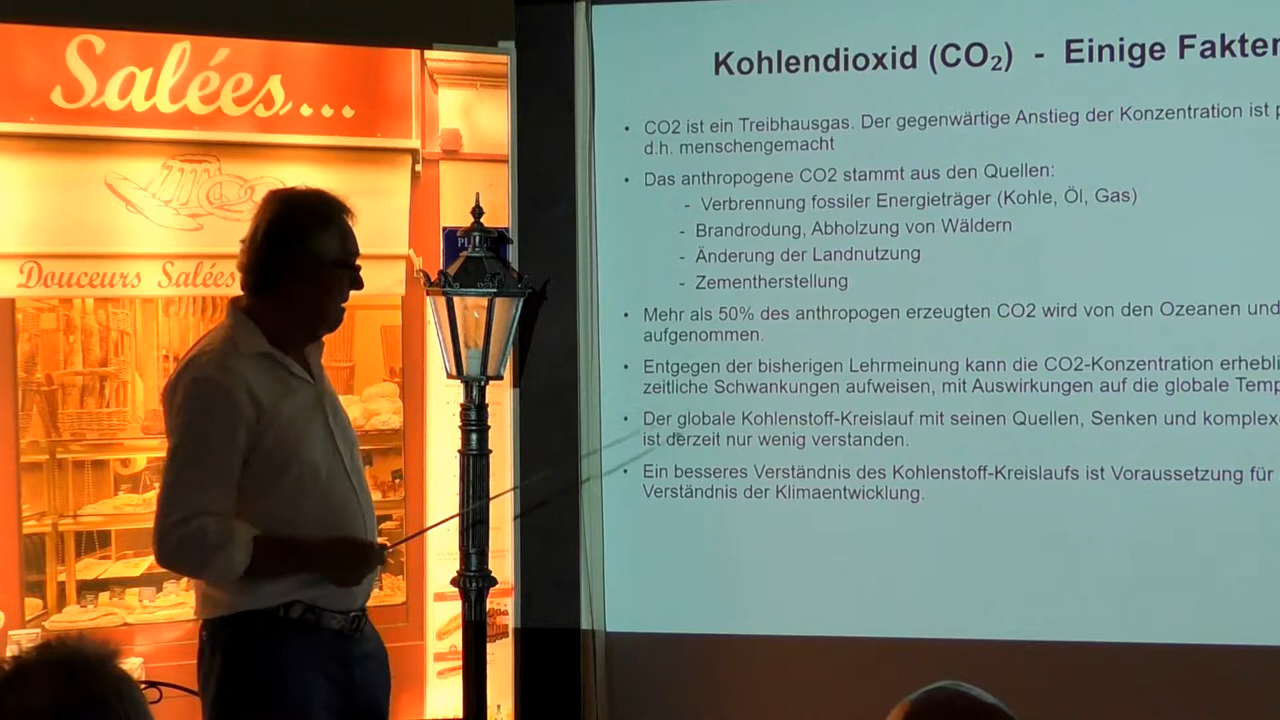 Salées...
Douceurs Salées
Kohlendioxid (CO₂) - Einige Fakten
• CO2 ist ein Treibhausgas. Der gegenwärtige Anstieg der Konzentration ist
d.h. menschengemacht
• Das anthropogene CO2 stammt aus den Quellen:
- Verbrennung fossiler Energieträger (Kohle, Öl, Gas)
- Brandrodung, Abholzung von Wäldern
- Änderung der Landnutzung
- Zementherstellung
• Mehr als 50% des anthropogen erzeugten CO2 wird von den Ozeanen und
aufgenommen.
• Entgegen der bisherigen Lehrmeinung kann die CO2-Konzentration erhebli
zeitliche Schwankungen aufweisen, mit Auswirkungen auf die globale Temp
• Der globale Kohlenstoff-Kreislauf mit seinen Quellen, Senken und komplex
ist derzeit nur wenig verstanden.
• Ein besseres Verständnis des Kohlenstoff-Kreislaufs ist Voraussetzung für
Verständnis der Klimaentwicklung.